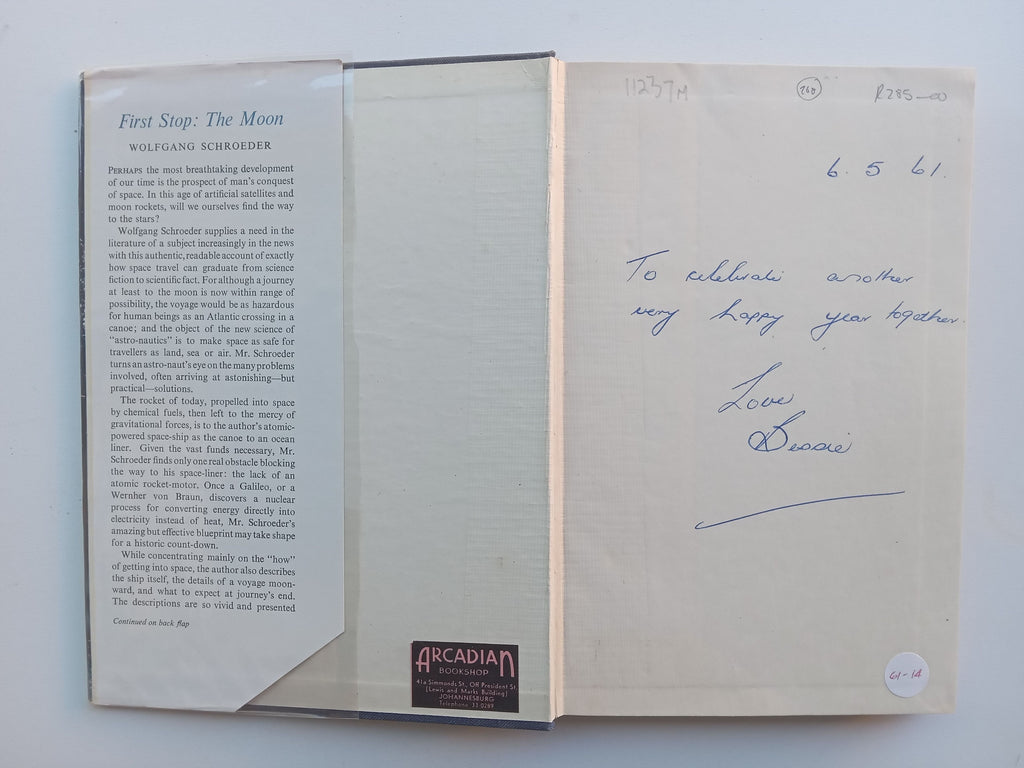 First Stop: The Moon
WOLFGANG SCHROEDER
PERHAPS the most breathtaking development
of our time is the prospect of man's conquest
of space. In this age of artificial satellites and
moon rockets, will we ourselves find the way
to the stars?
Wolfgang Schroeder supplies a need in the
literature of a subject increasingly in the news
with this authentic, readable account of exactly
how space travel can graduate from science
fiction to scientific fact. For although a journey
at least to the moon is now within range of
possibility, the voyage would be as hazardous
for human beings as an Atlantic crossing in a
canoe; and the object of the new science of
"astro-nautics" is to make space as safe for
travellers as land, sea or air. Mr. Schroeder
turns an astro-naut's eye on the many problems
involved, often arriving at astonishing—but
practical—solutions.
The rocket of today, propelled into space
by chemical fuels, then left to the mercy of
gravitational forces, is to the author's atomic-
powered space-ship as the canoe to an ocean
liner. Given the vast funds necessary, Mr.
Schroeder finds only one real obstacle blocking
the way to his space-liner: the lack of an
atomic rocket-motor. Once a Galileo, or a
Wernher von Braun, discovers a nuclear
process for converting energy directly into
electricity instead of heat, Mr. Schroeder's
amazing but effective blueprint may take shape
for a historic count-down.
While concentrating mainly on the "how"
of getting into space, the author also describes
the ship itself, the details of a voyage moon-
ward, and what to expect at journey's end.
The descriptions are so vivid and presented
Continued on back flap
ARCADIAN
BOOKSHOP
41a Simmonds St., Off President St.
(Lewis and Marks Building)
JOHANNESBURG
Telephone 33-0299
11237M
R285-00
6. 5 61.
To celebrate another
very happy year together.
Love
Bessie
61-14